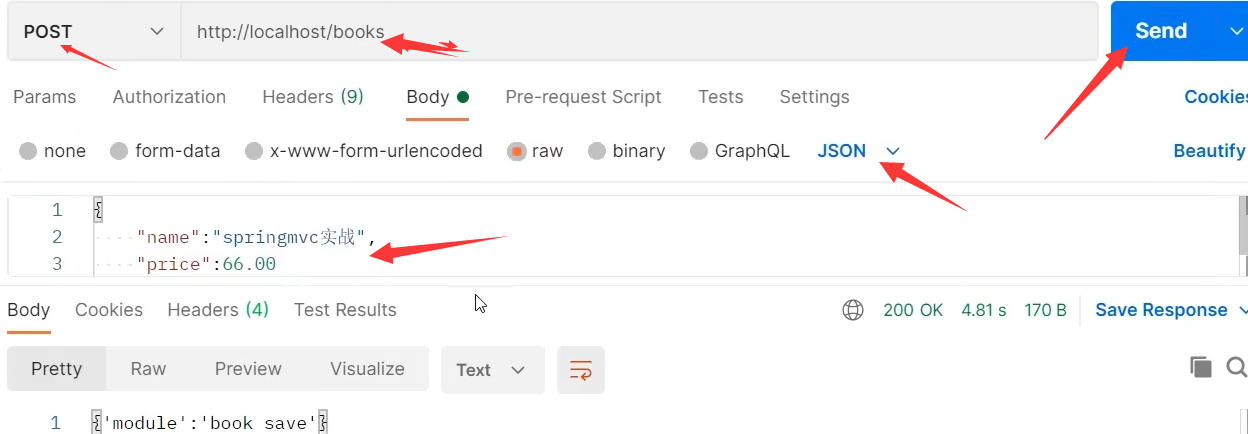 POST http://localhost/books Send
Params Authorization Headers (9) Body Pre-request Script Tests Settings Cookies
none form-data x-www-form-urlencoded raw binary GraphQL JSON Beautify
1 {
2 "name":"springmvc实战",
3 "price":66.00
Body Cookies Headers (4) Test Results 200 OK 4.81 s 170 B Save Response
Pretty Raw Preview Visualize Text
1 {'module':'book save'}